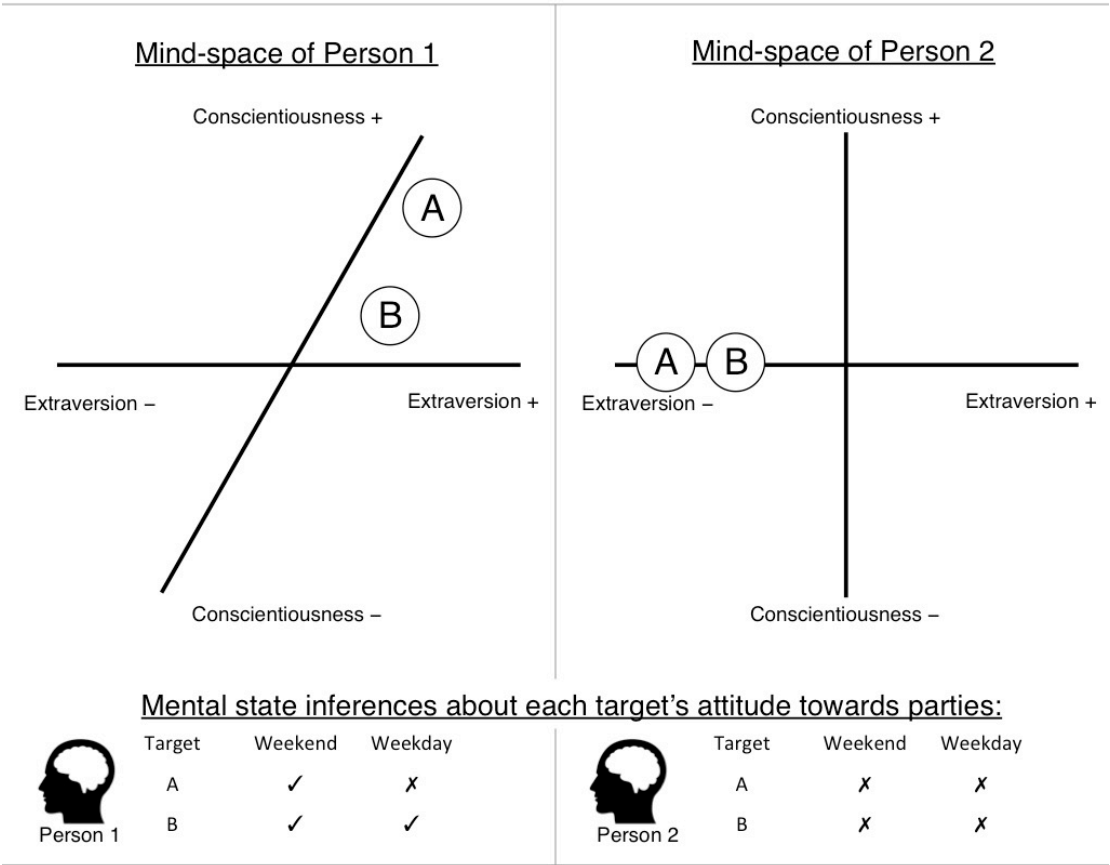 Mind-space of Person 1
Conscientiousness +
A
B
Extraversion –
Extraversion +
Conscientiousness –
Mind-space of Person 2
Conscientiousness +
A B
Extraversion –
Extraversion +
Conscientiousness –
Mental state inferences about each target's attitude towards parties:
Target Weekend Weekday
A ✓ ✗
B ✓ ✓
Person 1
Target Weekend Weekday
A ✗ ✗
B ✗ ✗
Person 2